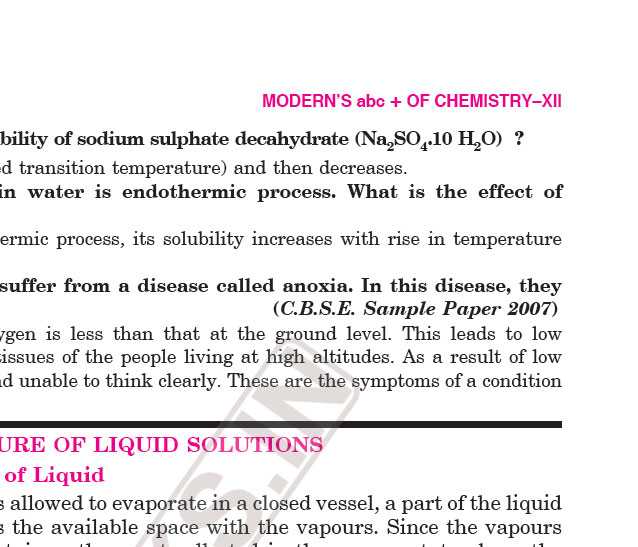 MODERN'S abc + OF CHEMISTRY–XII
bility of sodium sulphate decahydrate (Na₂SO₄.10 H₂O) ?
ed transition temperature) and then decreases.
in water is endothermic process. What is the effect of
ermic process, its solubility increases with rise in temperature
suffer from a disease called anoxia. In this disease, they
(C.B.S.E. Sample Paper 2007)
ygen is less than that at the ground level. This leads to low
tissues of the people living at high altitudes. As a result of low
nd unable to think clearly. These are the symptoms of a condition
URE OF LIQUID SOLUTIONS
of Liquid
s allowed to evaporate in a closed vessel, a part of the liquid
s the available space with the vapours. Since the vapours
S.IN